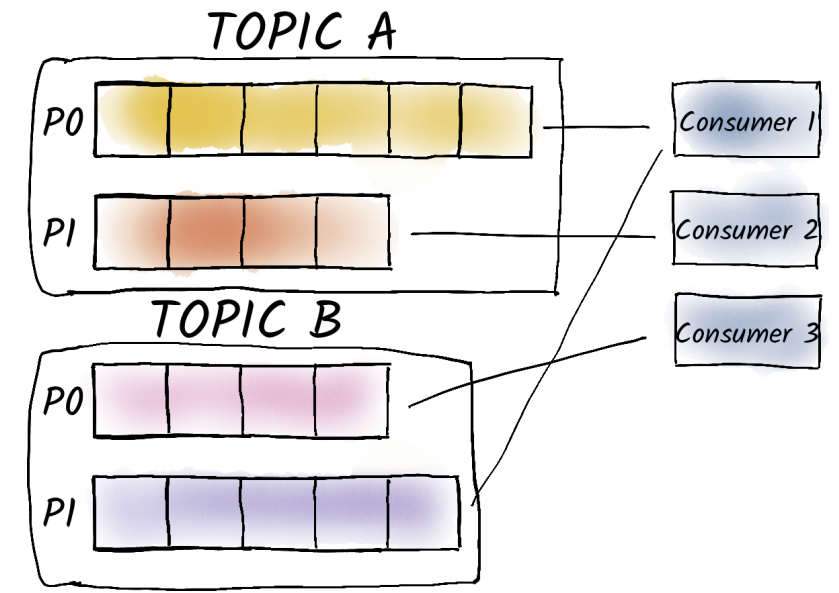 TOPIC A
P0
P1
TOPIC B
P0
P1
Consumer 1
Consumer 2
Consumer 3